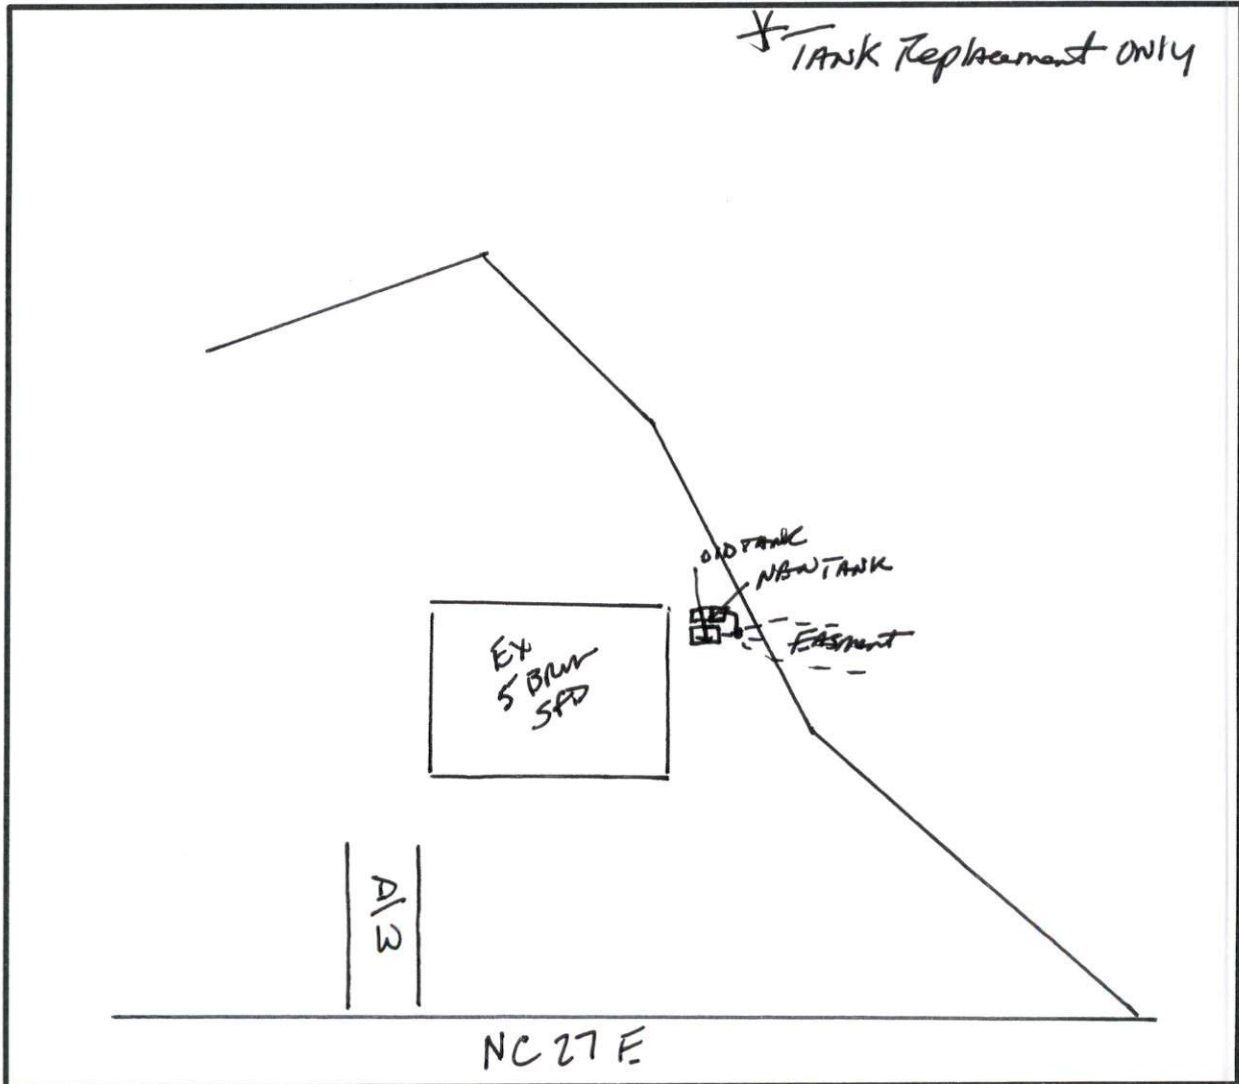 * TANK Replacement ONLY
OLD TANK
NEW TANK
Easment
EX
5 BRM
SFD
D/W
NC 27 E